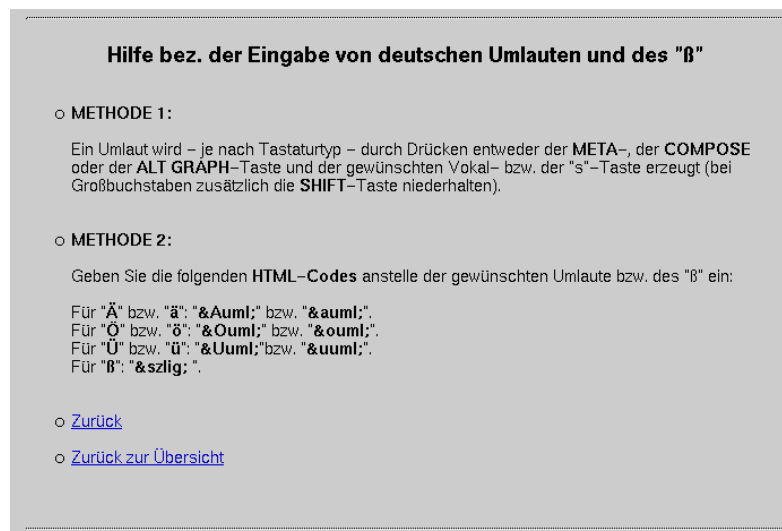 Hilfe bez. der Eingabe von deutschen Umlauten und des "ß"
METHODE 1:
Ein Umlaut wird – je nach Tastaturtyp – durch Drücken entweder der META–, der COMPOSE
oder der ALT GRAPH–Taste und der gewünschten Vokal– bzw. der "s"–Taste erzeugt (bei
Großbuchstaben zusätzlich die SHIFT–Taste niederhalten).
METHODE 2:
Geben Sie die folgenden HTML–Codes anstelle der gewünschten Umlaute bzw. des "ß" ein:
Für "Ä" bzw. "ä": "&Auml;" bzw. "&auml;".
Für "Ö" bzw. "ö": "&Ouml;" bzw. "&ouml;".
Für "Ü" bzw. "ü": "&Uuml;"bzw. "&uuml;".
Für "ß": "&szlig; ".
Zurück
Zurück zur Übersicht